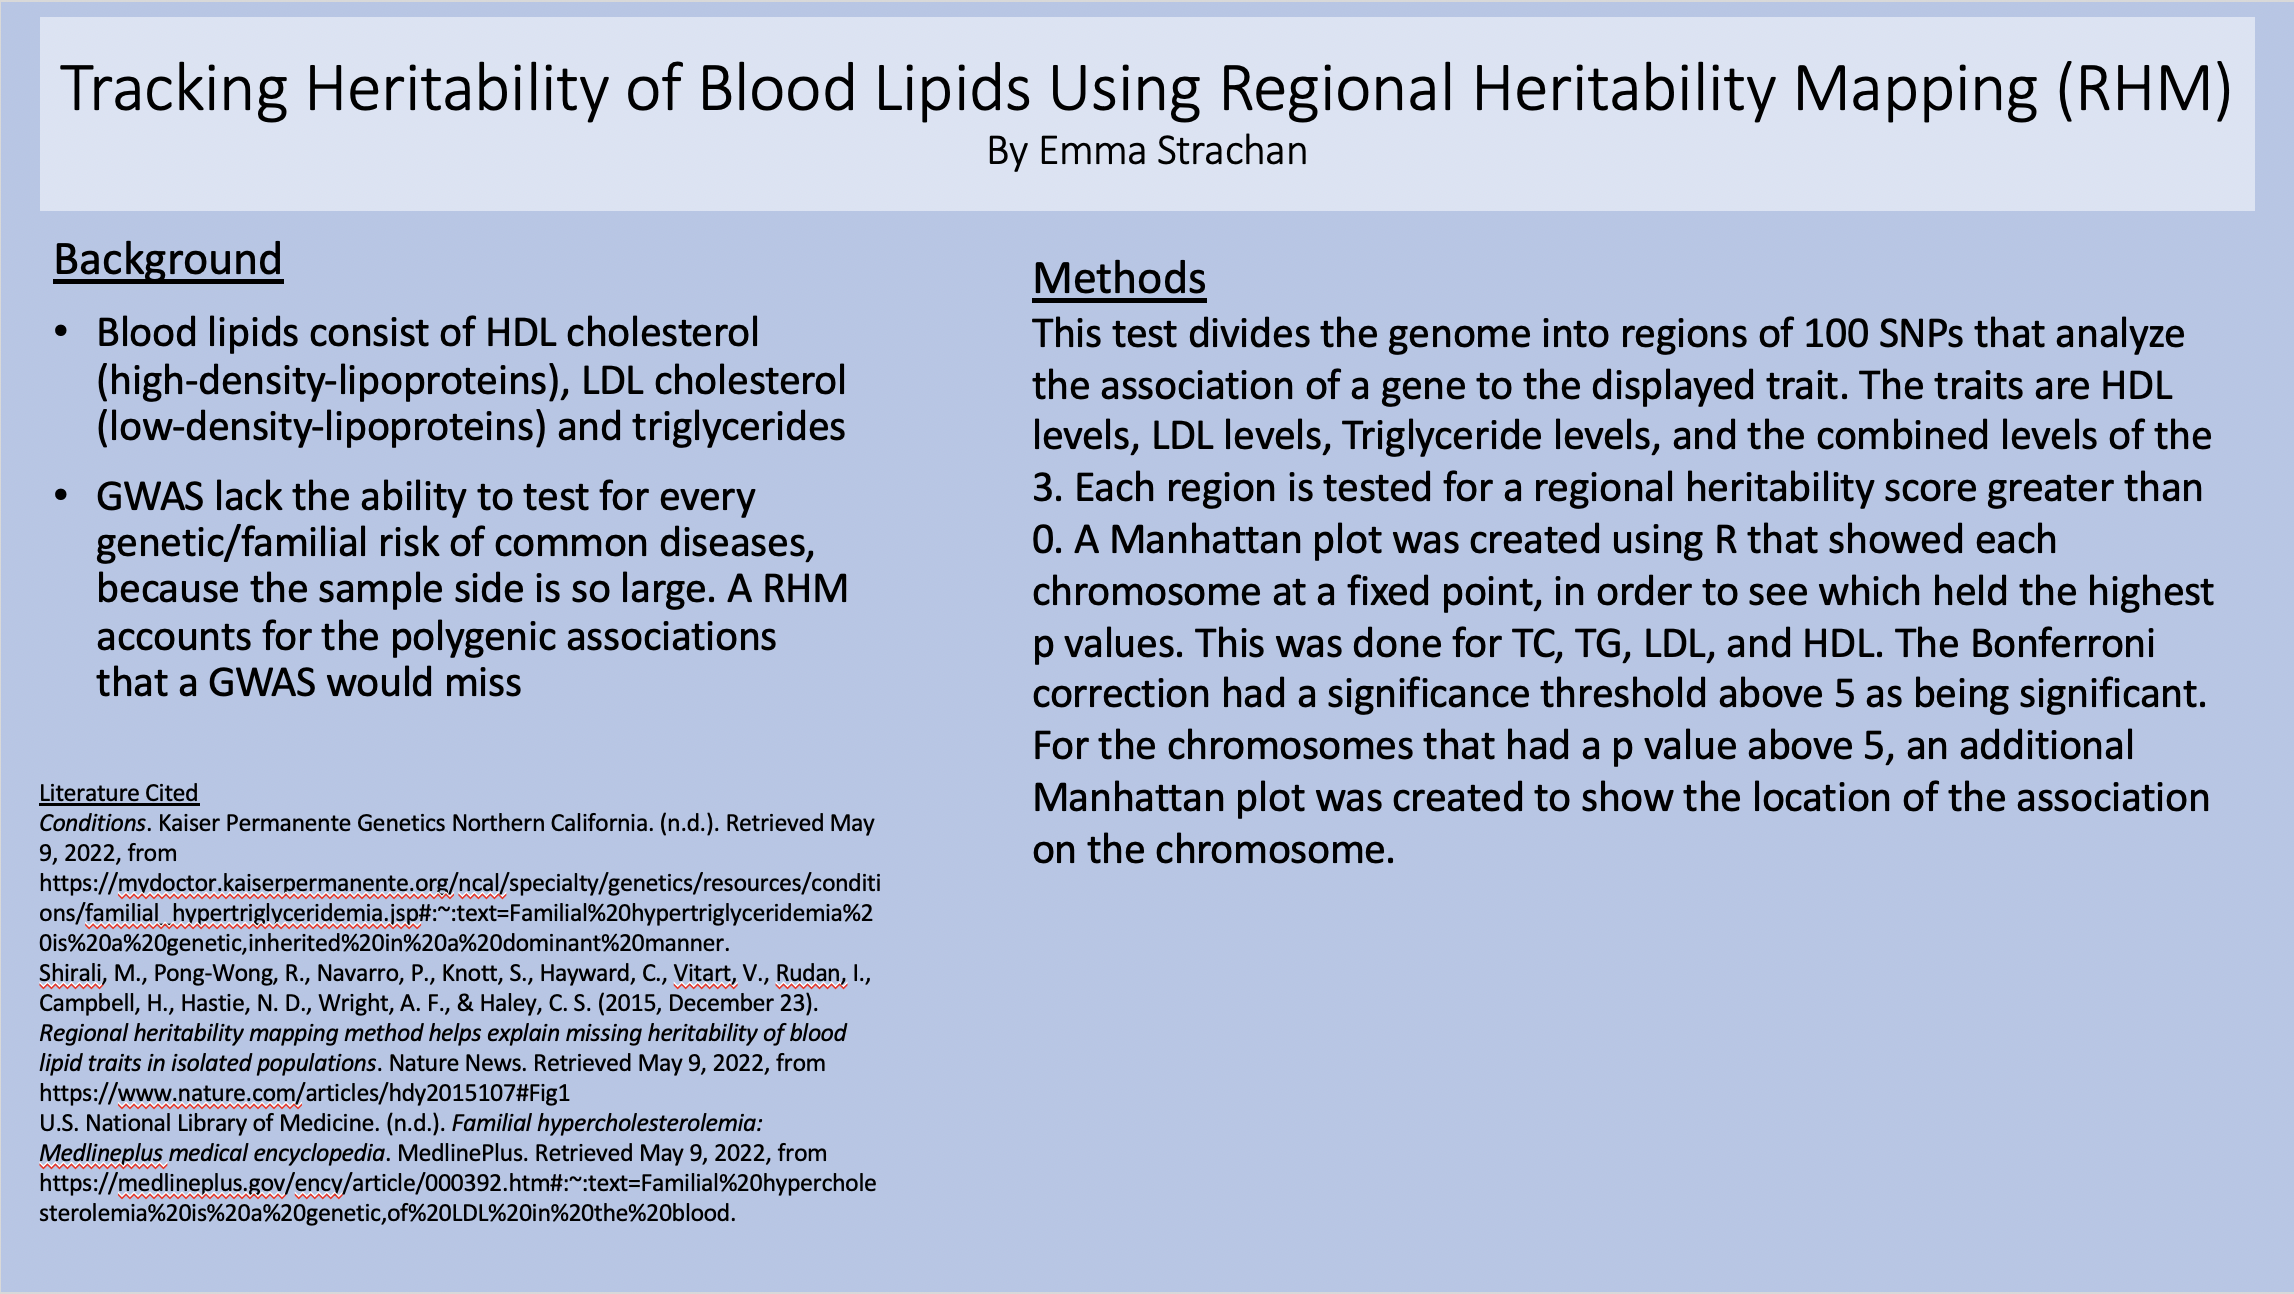 Tracking Heritability of Blood Lipids Using Regional Heritability Mapping (RHM)
By Emma Strachan
Background
• Blood lipids consist of HDL cholesterol
(high-density-lipoproteins), LDL cholesterol
(low-density-lipoproteins) and triglycerides
• GWAS lack the ability to test for every
genetic/familial risk of common diseases,
because the sample side is so large. A RHM
accounts for the polygenic associations
that a GWAS would miss
Literature Cited
Conditions. Kaiser Permanente Genetics Northern California. (n.d.). Retrieved May
9, 2022, from
https://mydoctor.kaiserpermanente.org/ncal/specialty/genetics/resources/conditi
ons/familial_hypertriglyceridemia.jsp#:~:text=Familial%20hypertriglyceridemia%2
0is%20a%20genetic,inherited%20in%20a%20dominant%20manner.
Shirali, M., Pong-Wong, R., Navarro, P., Knott, S., Hayward, C., Vitart, V., Rudan, I.,
Campbell, H., Hastie, N. D., Wright, A. F., & Haley, C. S. (2015, December 23).
Regional heritability mapping method helps explain missing heritability of blood
lipid traits in isolated populations. Nature News. Retrieved May 9, 2022, from
https://www.nature.com/articles/hdy2015107#Fig1
U.S. National Library of Medicine. (n.d.). Familial hypercholesterolemia:
Medlineplus medical encyclopedia. MedlinePlus. Retrieved May 9, 2022, from
https://medlineplus.gov/ency/article/000392.htm#:~:text=Familial%20hyperchole
sterolemia%20is%20a%20genetic,of%20LDL%20in%20the%20blood.
Methods
This test divides the genome into regions of 100 SNPs that analyze
the association of a gene to the displayed trait. The traits are HDL
levels, LDL levels, Triglyceride levels, and the combined levels of the
3. Each region is tested for a regional heritability score greater than
0. A Manhattan plot was created using R that showed each
chromosome at a fixed point, in order to see which held the highest
p values. This was done for TC, TG, LDL, and HDL. The Bonferroni
correction had a significance threshold above 5 as being significant.
For the chromosomes that had a p value above 5, an additional
Manhattan plot was created to show the location of the association
on the chromosome.